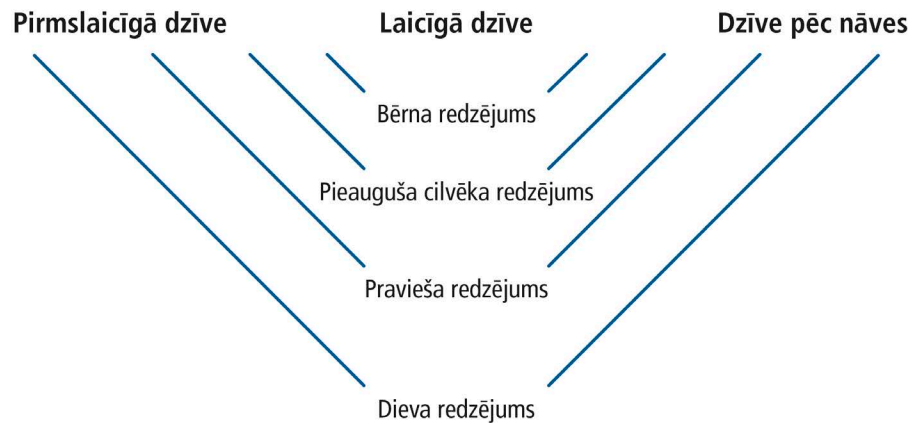 Pirmslaicīgā dzīve
Laicīgā dzīve
Dzīve pēc nāves
Bērna redzējums
Pieauguša cilvēka redzējums
Pravieša redzējums
Dieva redzējums